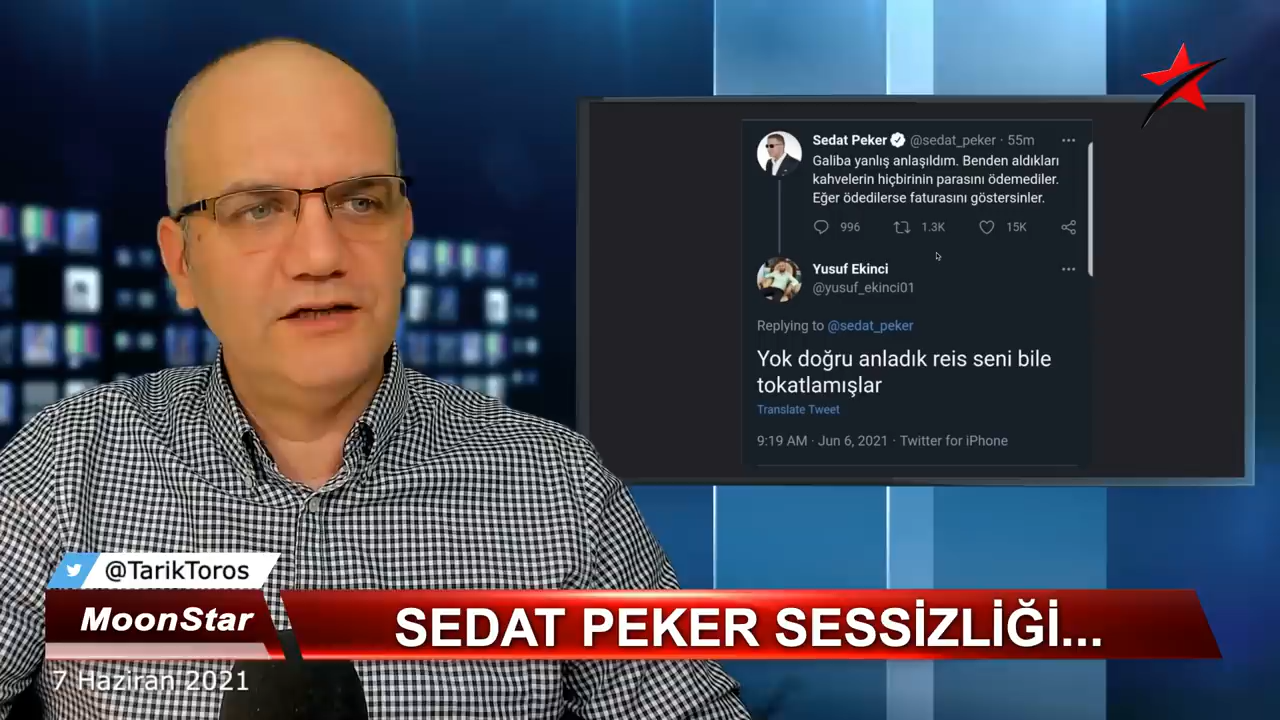 Sedat Peker @sedat_peker · 55m
Galiba yanlış anlaşıldım. Benden aldıkları
kahvelerin hiçbirinin parasını ödemediler.
Eğer ödedilerse faturasını göstersinler.
996 1.3K 15K
Yusuf Ekinci
@yusuf_ekinci01
Replying to @sedat_peker
Yok doğru anladık reis seni bile
tokatlamışlar
Translate Tweet
9:19 AM · Jun 6, 2021 · Twitter for iPhone
@TarikToros
MoonStar
SEDAT PEKER SESSİZLİĞİ...
7 Haziran 2021